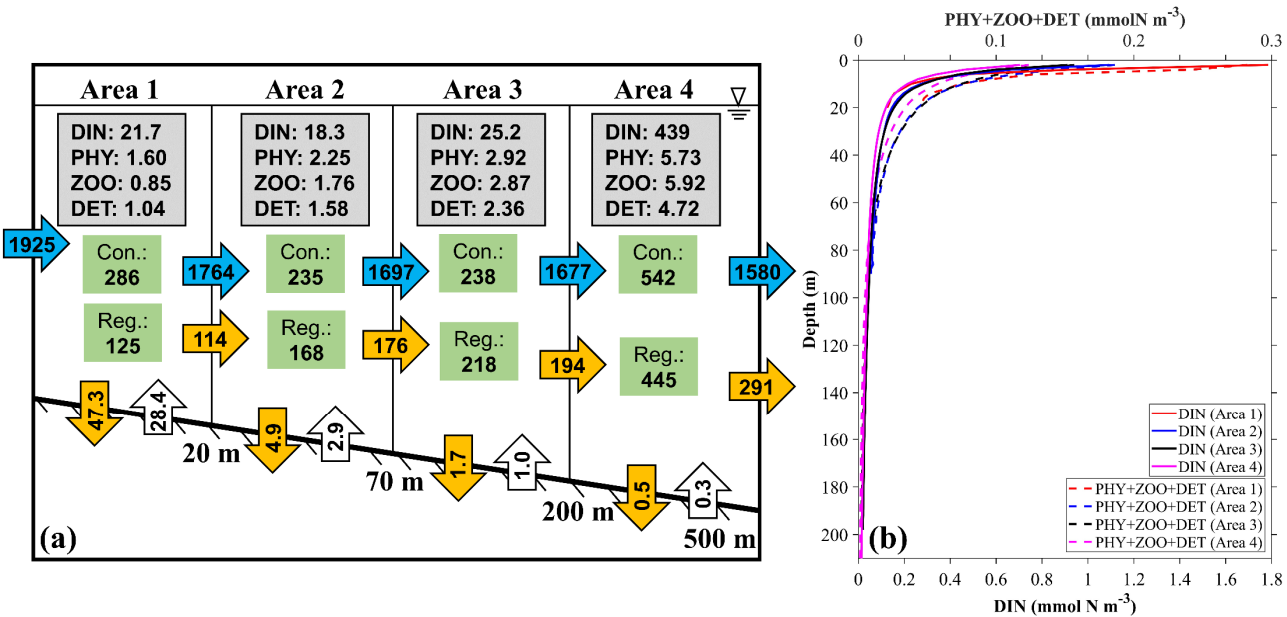 Area 1
Area 2
Area 3
Area 4
DIN: 21.7
PHY: 1.60
ZOO: 0.85
DET: 1.04
DIN: 18.3
PHY: 2.25
ZOO: 1.76
DET: 1.58
DIN: 25.2
PHY: 2.92
ZOO: 2.87
DET: 2.36
DIN: 439
PHY: 5.73
ZOO: 5.92
DET: 4.72
1925
Con.:
286
1764
Con.:
235
1697
Con.:
238
1677
Con.:
542
1580
Reg.:
125
114
Reg.:
168
176
Reg.:
218
194
Reg.:
445
291
47.3
28.4
4.9
2.9
1.7
1.0
0.5
0.3
20 m
70 m
200 m
500 m
(a)
(b)
PHY+ZOO+DET (mmolN m⁻³)
0 0.1 0.2 0.3
0
20
40
60
80
100
120
140
160
180
200
Depth (m)
DIN (Area 1)
DIN (Area 2)
DIN (Area 3)
DIN (Area 4)
PHY+ZOO+DET (Area 1)
PHY+ZOO+DET (Area 2)
PHY+ZOO+DET (Area 3)
PHY+ZOO+DET (Area 4)
0 0.2 0.4 0.6 0.8 1 1.2 1.4 1.6 1.8
DIN (mmol N m⁻³)